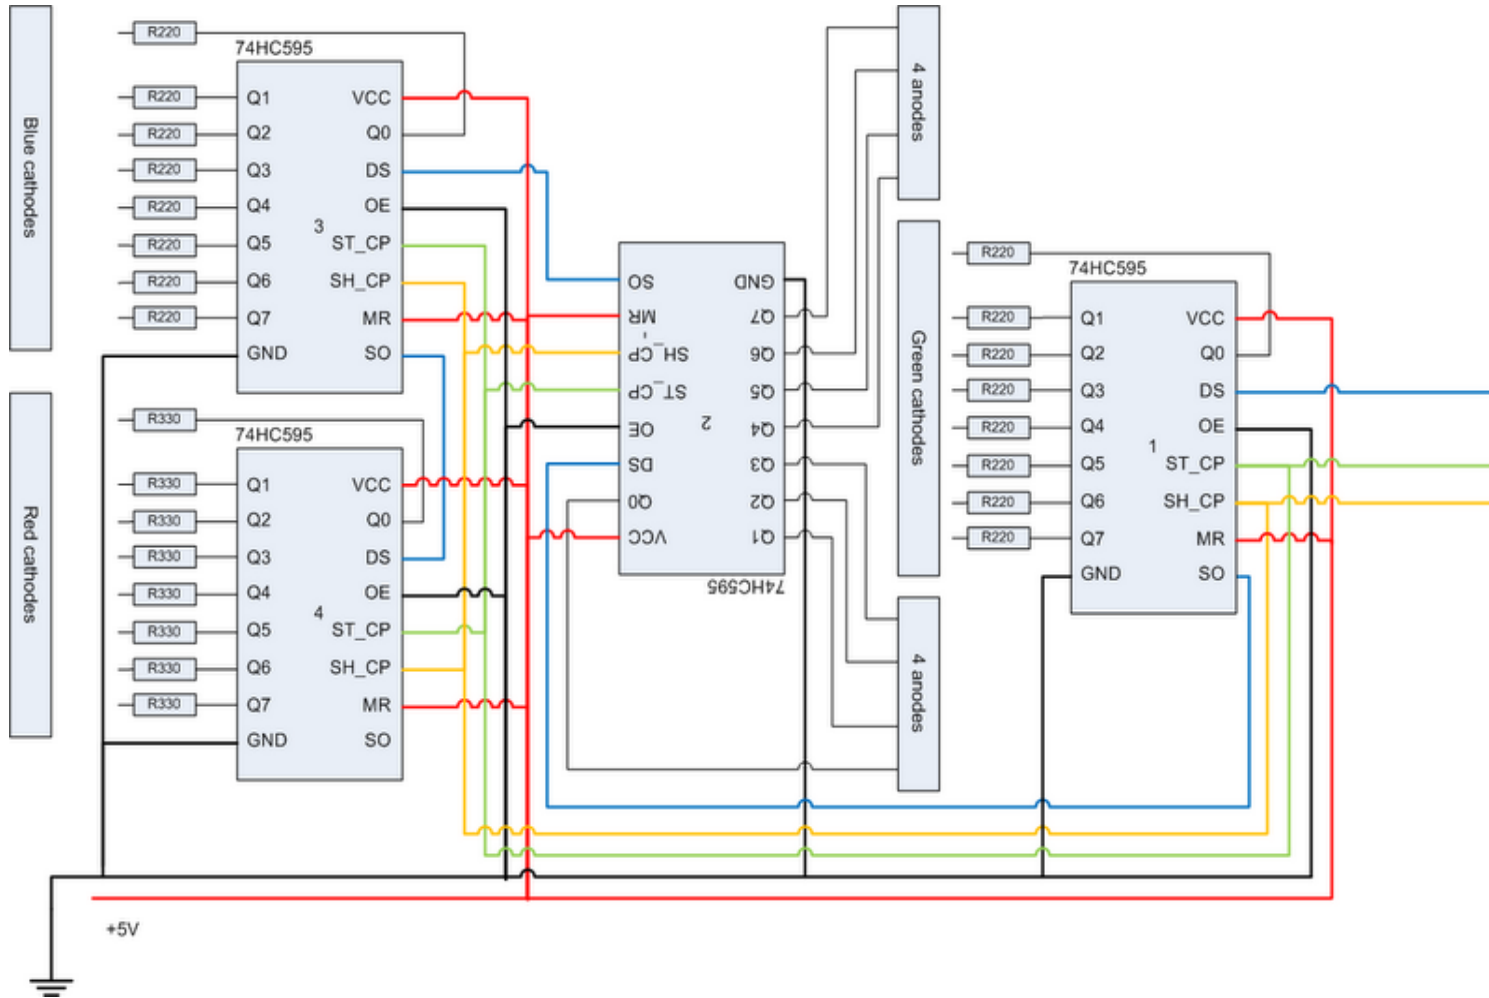 Blue cathodes
R220
74HC595
R220
Q1
VCC
R220
Q2
Q0
R220
Q3
DS
R220
Q4
OE
3
R220
Q5
ST_CP
R220
Q6
SH_CP
R220
Q7
MR
GND
SO
Red cathodes
R330
74HC595
R330
Q1
VCC
R330
Q2
Q0
R330
Q3
DS
R330
Q4
OE
4
R330
Q5
ST_CP
R330
Q6
SH_CP
R330
Q7
MR
GND
SO
SO
GND
MR
Q7
SH_CP
Q6
ST_CP
Q5
OE
2
Q4
DS
Q3
Q0
Q2
VCC
Q1
74HC595
4 anodes
Green cathodes
4 anodes
R220
74HC595
R220
Q1
VCC
R220
Q2
Q0
R220
Q3
DS
R220
Q4
OE
1
R220
Q5
ST_CP
R220
Q6
SH_CP
R220
Q7
MR
GND
SO
+5V